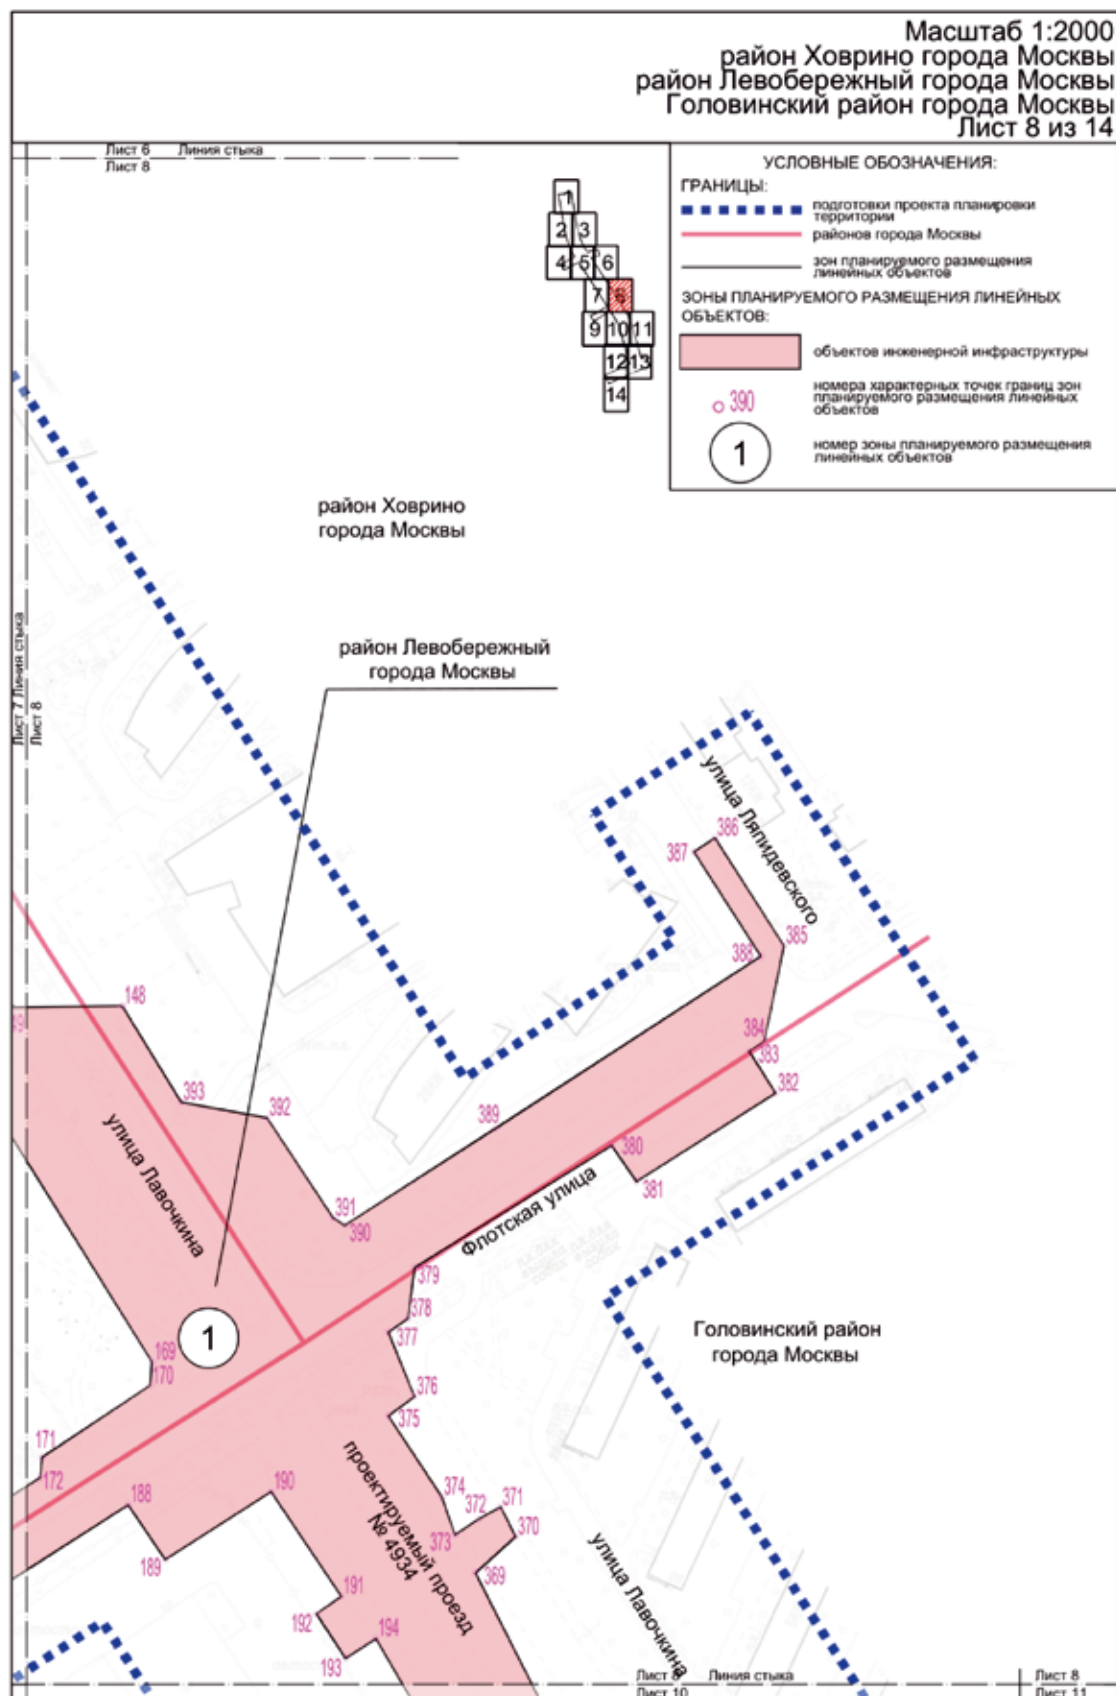 Масштаб 1:2000
район Ховрино города Москвы
район Левобережный города Москвы
Головинский район города Москвы
Лист 8 из 14
Лист 6 Линия стыка
Лист 8
1
2 3
4 5 6
7 8
9 10 11
12 13
14
УСЛОВНЫЕ ОБОЗНАЧЕНИЯ:
ГРАНИЦЫ:
подготовки проекта планировки
территории
районов города Москвы
зон планируемого размещения
линейных объектов
ЗОНЫ ПЛАНИРУЕМОГО РАЗМЕЩЕНИЯ ЛИНЕЙНЫХ
ОБЪЕКТОВ:
объектов инженерной инфраструктуры
390
номера характерных точек границ зон
планируемого размещения линейных
объектов
1
номер зоны планируемого размещения
линейных объектов
район Ховрино
города Москвы
район Левобережный
города Москвы
Лист 7 Линия стыка
Лист 8
улица Ляпидевского
386
387
385
388
384
383
382
148
393
392
389
391
390
380
381
улица Лавочкина
Флотская улица
379
378
377
376
375
1
169
170
Головинский район
города Москвы
171
172
188
189
190
374
372
371
373
370
369
проектируемый проезд
№ 4934
191
192
193
194
улица Лавочкина
Лист 8 Линия стыка
Лист 10
Лист 8
Лист 11